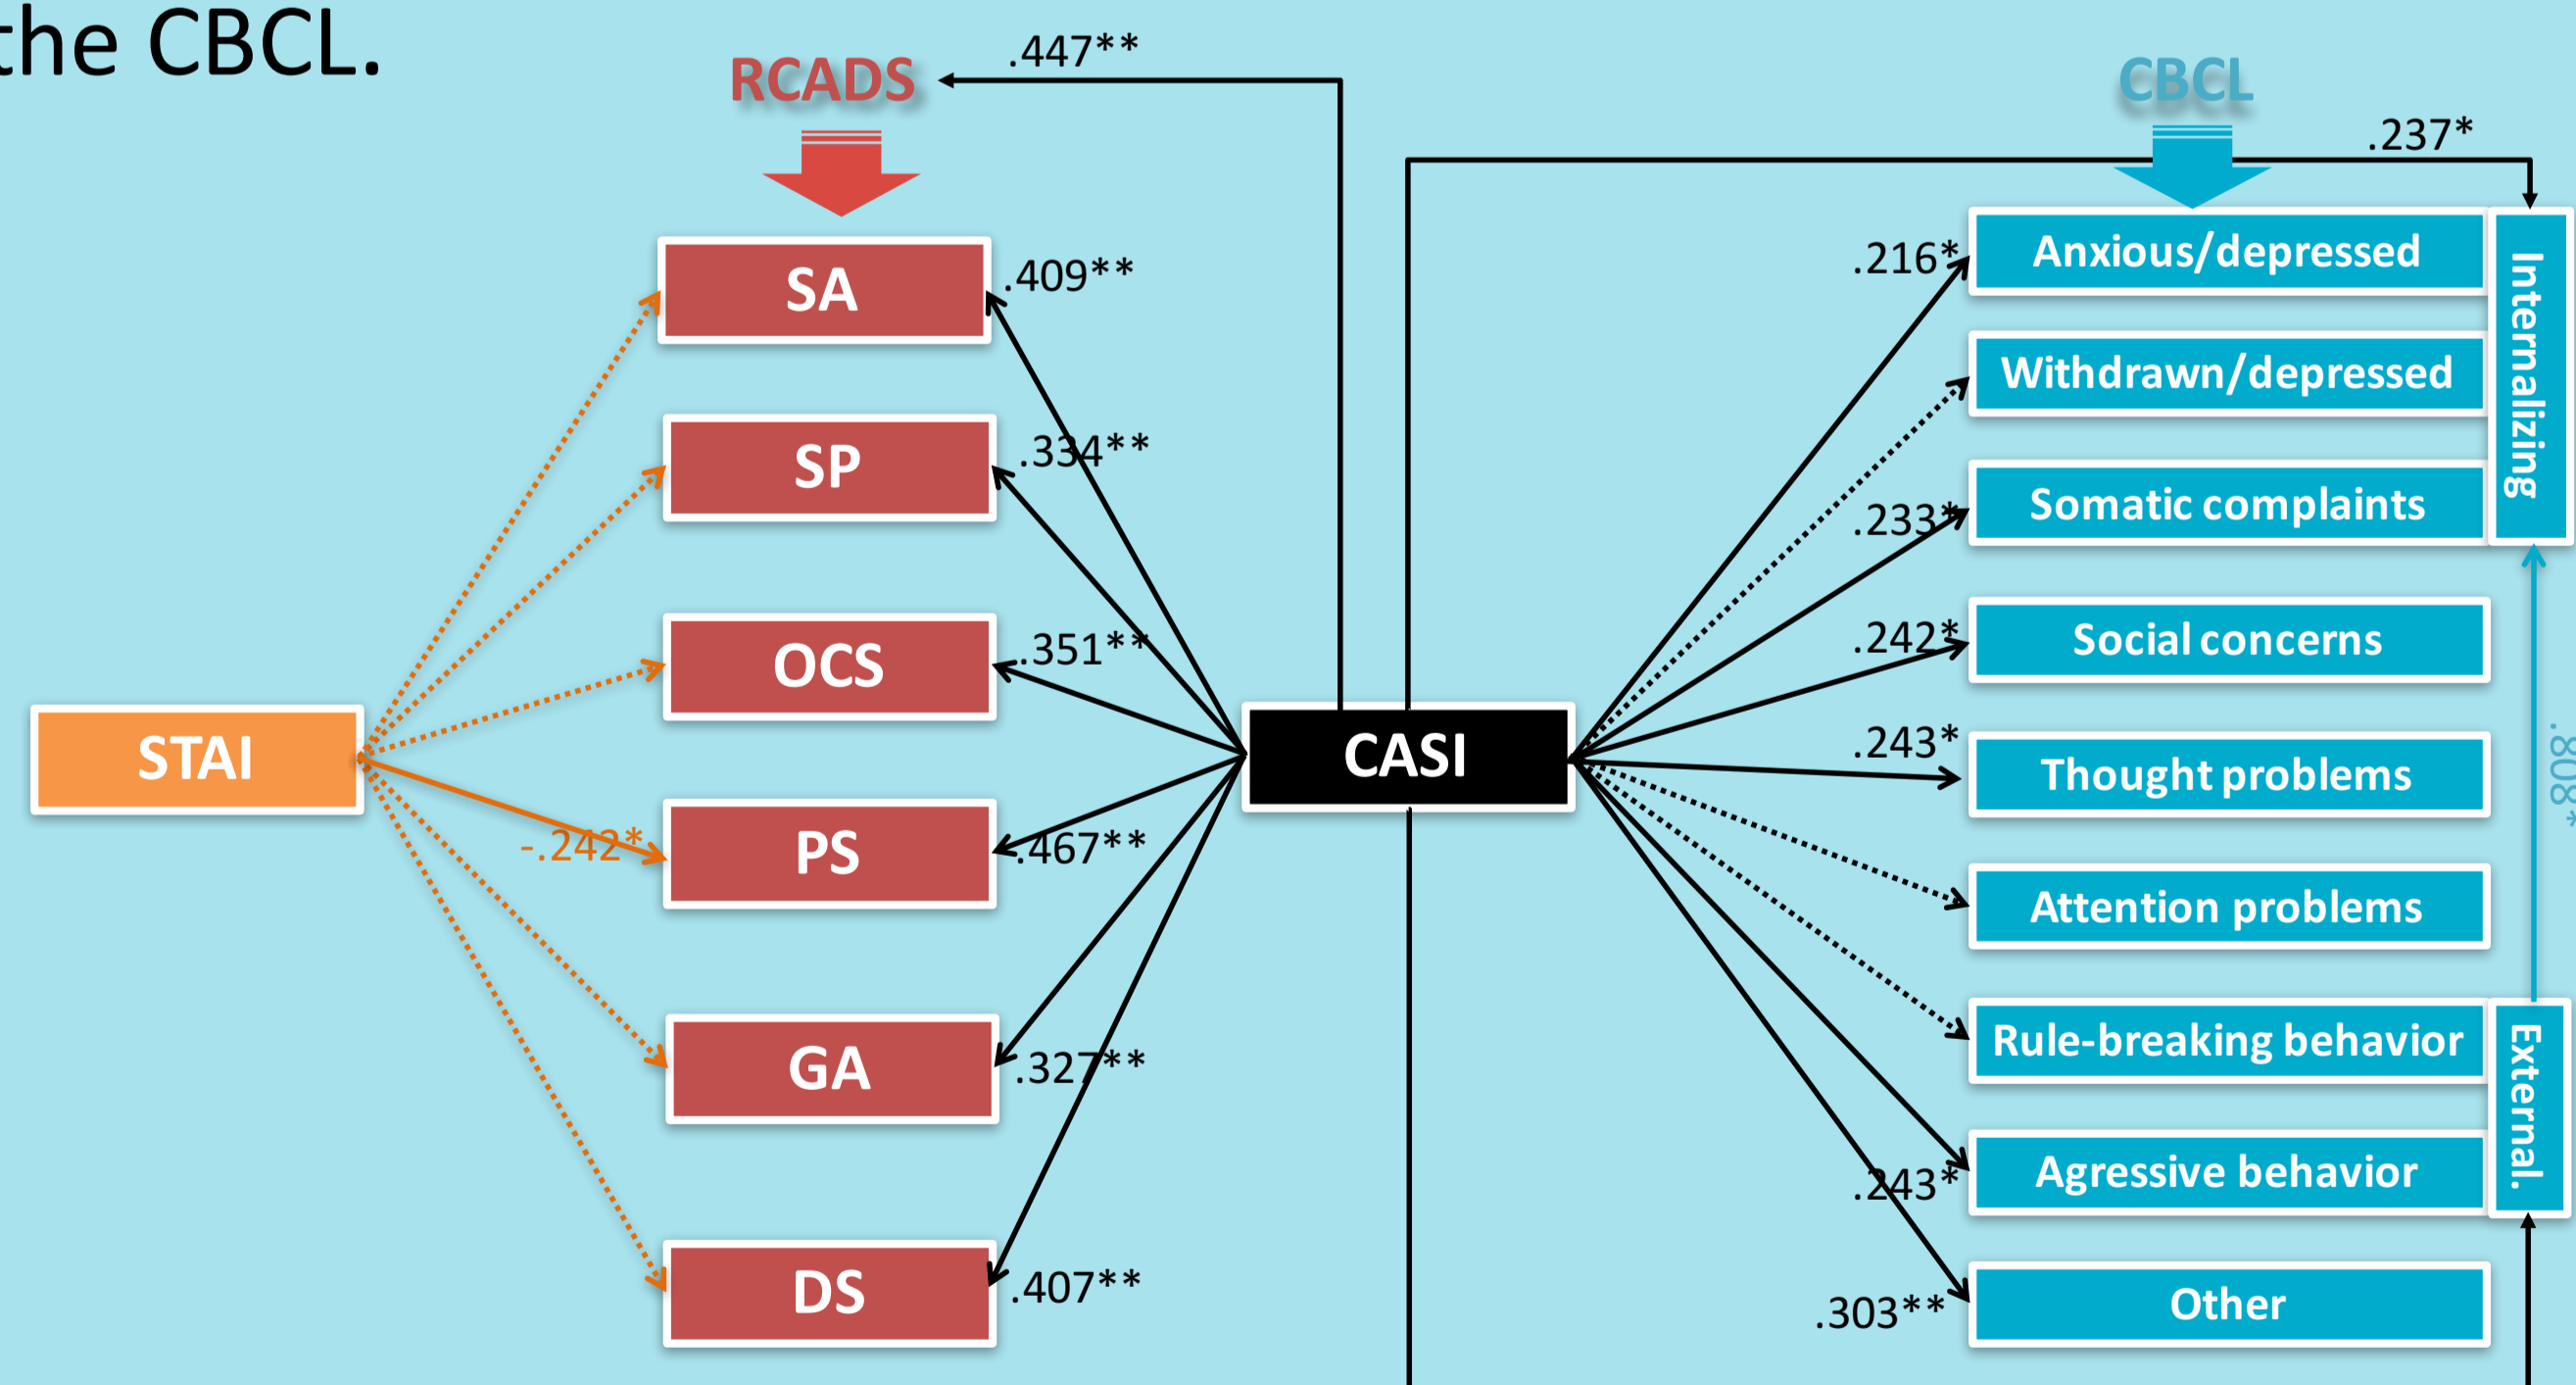 the CBCL.
RCADS
.447**
CBCL
.237*
SA
.409**
SP
.334**
OCS
.351**
STAI
-.242*
PS
.467**
GA
.327**
DS
.407**
CASI
.216*
Anxious/depressed
Withdrawn/depressed
.233*
Somatic complaints
Internalizing
.242*
Social concerns
.243*
Thought problems
.808*
Attention problems
Rule-breaking behavior
External.
.243*
Agressive behavior
.303**
Other